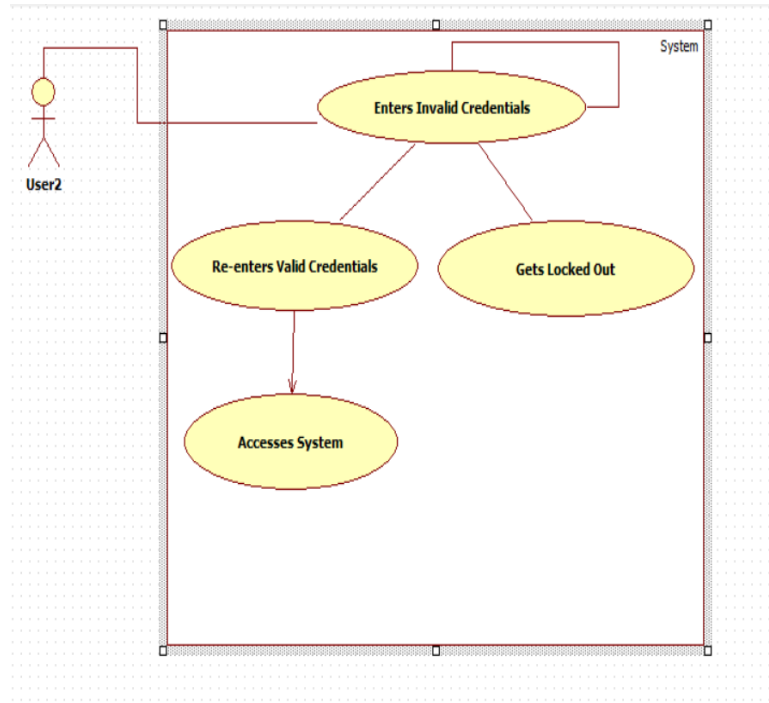 System
Enters Invalid Credentials
User2
Re-enters Valid Credentials
Gets Locked Out
Accesses System